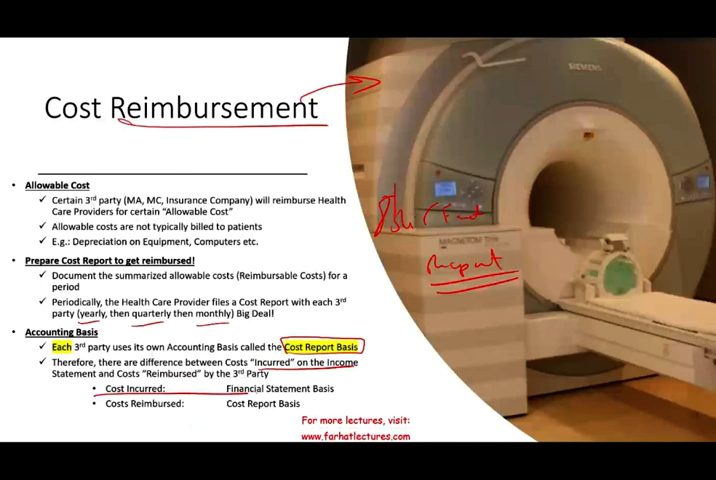 Cost Reimbursement
SIEMENS
• Allowable Cost
✓ Certain 3rd party (MA, MC, Insurance Company) will reimburse Health
Care Providers for certain “Allowable Cost”
✓ Allowable costs are not typically billed to patients
✓ E.g.: Depreciation on Equipment, Computers etc.
MAGNETOM Trio
• Prepare Cost Report to get reimbursed!
Report
✓ Document the summarized allowable costs (Reimbursable Costs) for a
period
✓ Periodically, the Health Care Provider files a Cost Report with each 3rd
party (yearly, then quarterly then monthly) Big Deal!
• Accounting Basis
✓ Each 3rd party uses its own Accounting Basis called the Cost Report Basis
✓ Therefore, there are difference between Costs “Incurred” on the Income
Statement and Costs “Reimbursed” by the 3rd Party
• Cost Incurred: Financial Statement Basis
• Costs Reimbursed: Cost Report Basis
For more lectures, visit:
www.farhatlectures.com